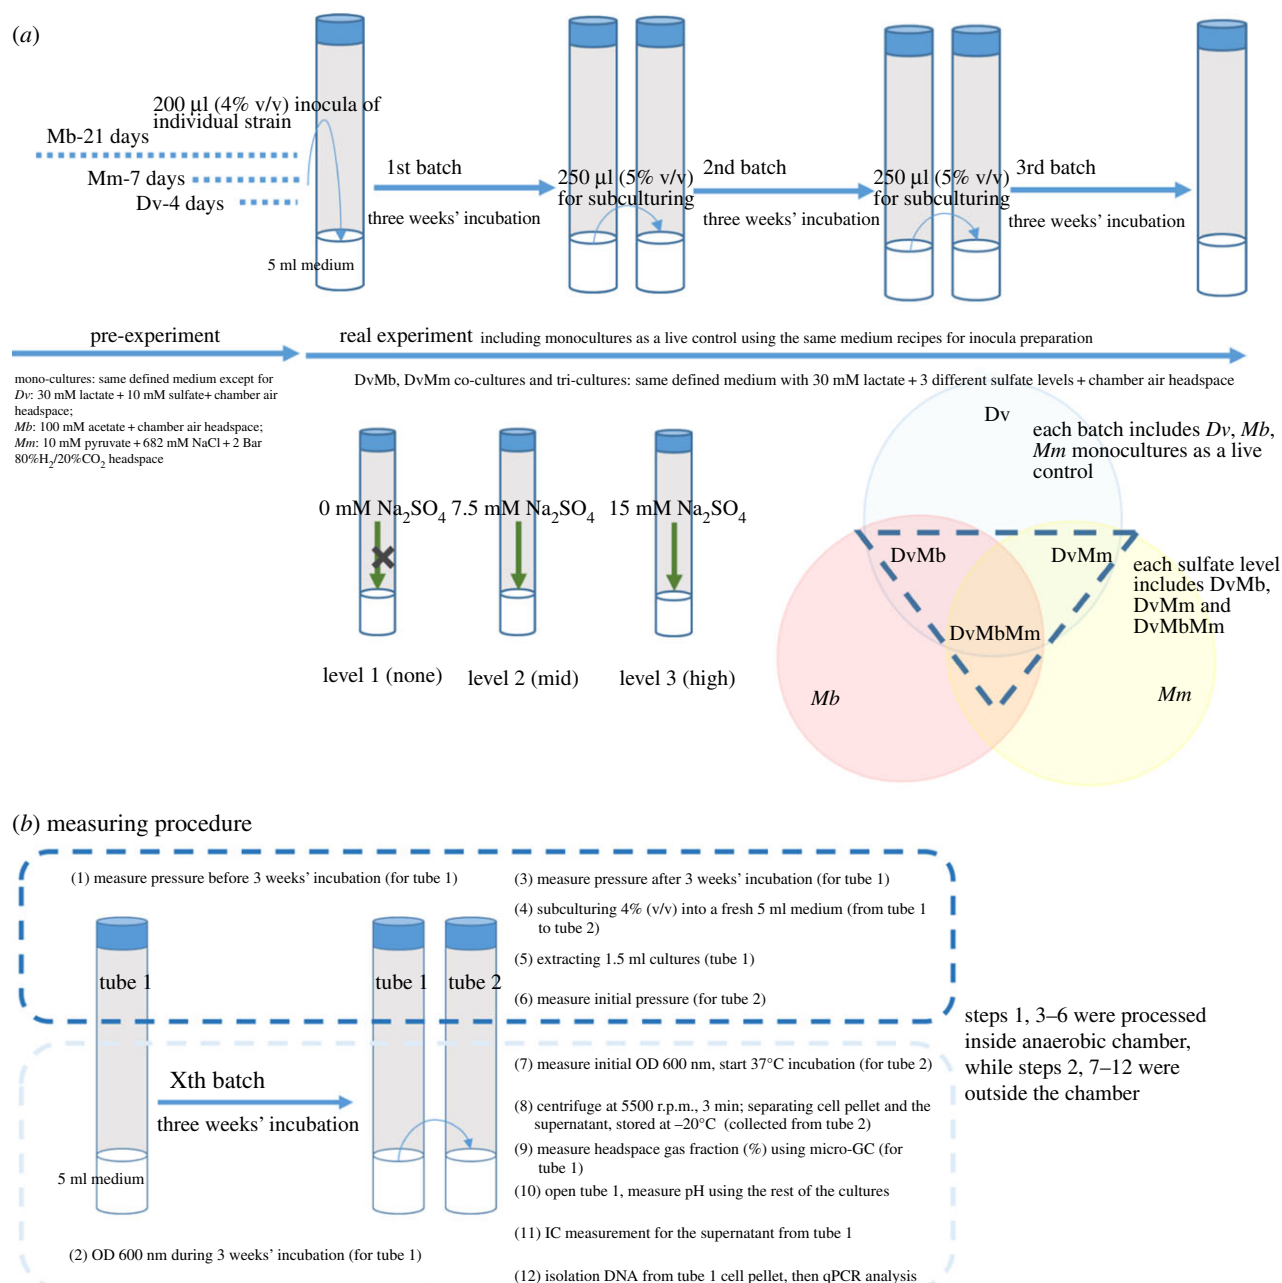 (a)
200 µl (4% v/v) inocula of
individual strain
Mb-21 days
Mm-7 days
Dv-4 days
5 ml medium
1st batch
three weeks’ incubation
250 µl (5% v/v)
for subculturing
2nd batch
three weeks’ incubation
250 µl (5% v/v)
for subculturing
3rd batch
three weeks’ incubation
pre-experiment
real experiment including monocultures as a live control using the same medium recipes for inocula preparation
mono-cultures: same defined medium except for
Dv: 30 mM lactate + 10 mM sulfate+ chamber air
headspace;
Mb: 100 mM acetate + chamber air headspace;
Mm: 10 mM pyruvate + 682 mM NaCl + 2 Bar
80%H2/20%CO2 headspace
DvMb, DvMm co-cultures and tri-cultures: same defined medium with 30 mM lactate + 3 different sulfate levels + chamber air headspace
0 mM Na2SO4
7.5 mM Na2SO4
15 mM Na2SO4
level 1 (none)
level 2 (mid)
level 3 (high)
Dv
each batch includes Dv, Mb,
Mm monocultures as a live
control
DvMb
DvMm
DvMbMm
each sulfate level
includes DvMb,
DvMm and
DvMbMm
Mb
Mm
(b) measuring procedure
(1) measure pressure before 3 weeks’ incubation (for tube 1)
tube 1
Xth batch
three weeks’ incubation
5 ml medium
(2) OD 600 nm during 3 weeks’ incubation (for tube 1)
tube 1
tube 2
(3) measure pressure after 3 weeks’ incubation (for tube 1)
(4) subculturing 4% (v/v) into a fresh 5 ml medium (from tube 1
to tube 2)
(5) extracting 1.5 ml cultures (tube 1)
(6) measure initial pressure (for tube 2)
(7) measure initial OD 600 nm, start 37°C incubation (for tube 2)
(8) centrifuge at 5500 r.p.m., 3 min; separating cell pellet and the
supernatant, stored at –20°C (collected from tube 2)
(9) measure headspace gas fraction (%) using micro-GC (for
tube 1)
(10) open tube 1, measure pH using the rest of the cultures
(11) IC measurement for the supernatant from tube 1
(12) isolation DNA from tube 1 cell pellet, then qPCR analysis
steps 1, 3–6 were processed
inside anaerobic chamber,
while steps 2, 7–12 were
outside the chamber